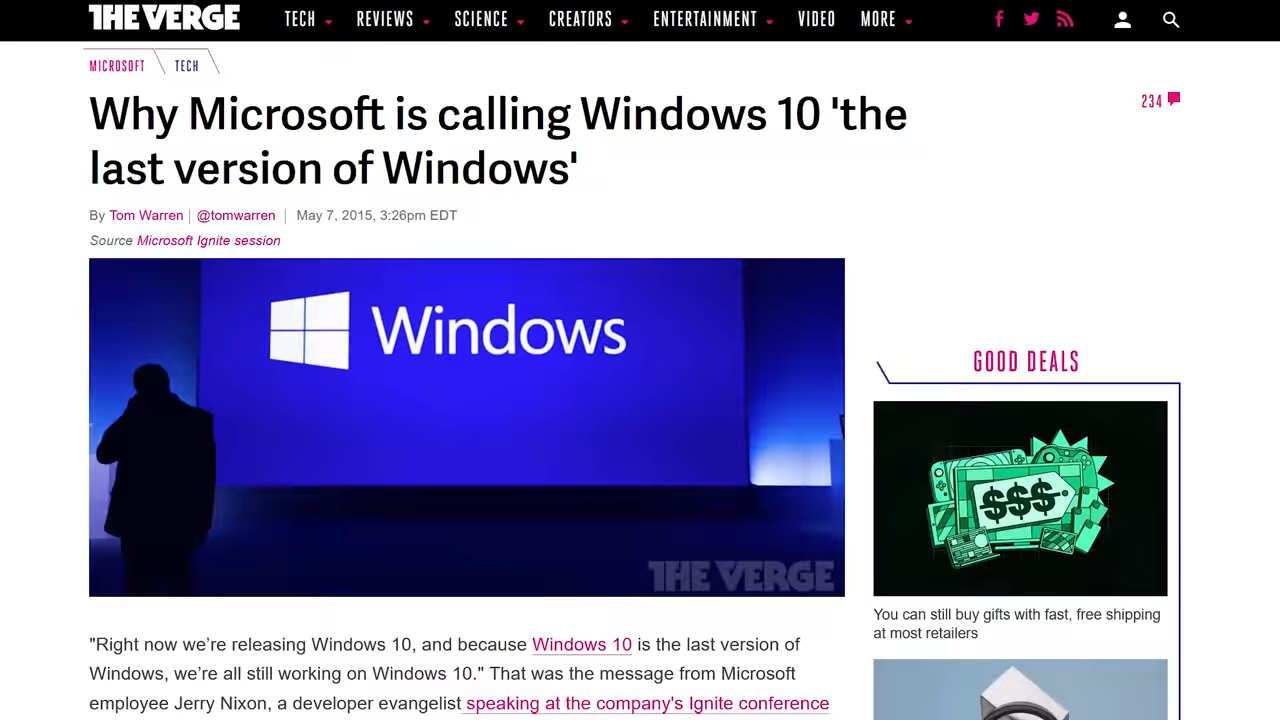 THE VERGE
TECH REVIEWS SCIENCE CREATORS ENTERTAINMENT VIDEO MORE
MICROSOFT TECH
Why Microsoft is calling Windows 10 'the
last version of Windows'
234
By Tom Warren | @tomwarren | May 7, 2015, 3:26pm EDT
Source Microsoft Ignite session
Windows
THE VERGE
GOOD DEALS
$$$
You can still buy gifts with fast, free shipping
at most retailers
"Right now we’re releasing Windows 10, and because Windows 10 is the last version of
Windows, we’re all still working on Windows 10." That was the message from Microsoft
employee Jerry Nixon, a developer evangelist speaking at the company's Ignite conference